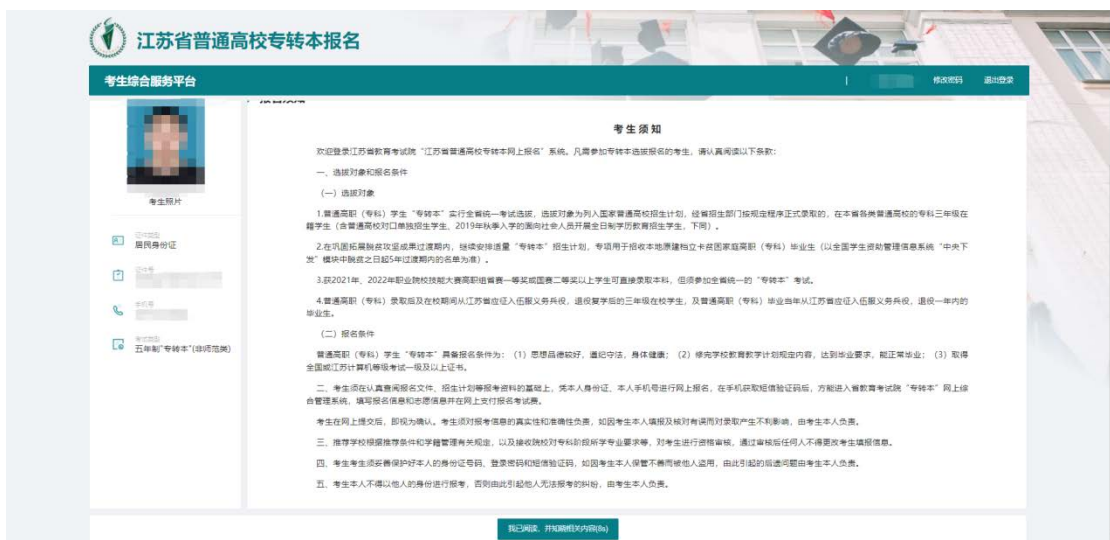 江苏省普通高校专转本报名
考生综合服务平台
|
修改密码
退出登录
考生照片
证件类型
居民身份证
证件号
手机号
考试类型
五年制"专转本"(非师范类)
考生须知
欢迎登录江苏省教育考试院"江苏省普通高校专转本网上报名"系统。凡需参加专转本选拔报名的考生，请认真阅读以下条款：
一、选拔对象和报名条件
（一）选拔对象
1.普通高职（专科）学生"专转本"实行全省统一考试选拔，选拔对象为列入国家普通高校招生计划，经省招生部门按规定程序正式录取的，在本省各类普通高校的专科三年级在
籍学生（含普通高校对口单独招生学生，2019年秋季入学的面向社会人员开展全日制学历教育招生学生，下同）。
2.在巩固拓展脱贫攻坚成果过渡期内，继续安排适量"专转本"招生计划，专项用于招收本地原建档立卡贫困家庭高职（专科）毕业生（以全国学生资助管理信息系统"中央下
发"模块中脱贫之日起5年过渡期内的名单为准）。
3.获2021年、2022年职业院校技能大赛高职组省赛一等奖或国赛二等奖以上学生可直接录取本科，但须参加全省统一的"专转本"考试。
4.普通高职（专科）录取后及在校期间从江苏省应征入伍服义务兵役，退役复学后的三年级在校学生，及普通高职（专科）毕业当年从江苏省应征入伍服义务兵役，退役一年内的
毕业生。
（二）报名条件
普通高职（专科）学生"专转本"具备报名条件为：（1）思想品德较好，遵纪守法，身体健康；（2）修完学校教育教学计划规定内容，达到毕业要求，能正常毕业；（3）取得
全国或江苏计算机等级考试一级及以上证书。
二、考生须在认真查阅报名文件、招生计划等报考资料的基础上，凭本人身份证、本人手机号进行网上报名，在手机获取短信验证码后，方能进入省教育考试院"专转本"网上综
合管理系统，填写报名信息和志愿信息并在网上支付报名考试费。
考生在网上提交后，即视为确认。考生须对报考信息的真实性和准确性负责，如因考生本人填报及核对有误而对录取产生不利影响，由考生本人负责。
三、推荐学校根据推荐条件和学籍管理有关规定，以及接收院校对专科阶段所学专业要求等，对考生进行资格审核，通过审核后任何人不得更改考生填报信息。
四、考生考生须妥善保护好本人的身份证号码、登录密码和短信验证码，如因考生本人保管不善而被他人盗用，由此引起的后遗问题由考生本人负责。
五、考生本人不得以他人的身份进行报考，否则由此引起他人无法报考的纠纷，由考生本人负责。
我已阅读，并知晓相关内容(8s)